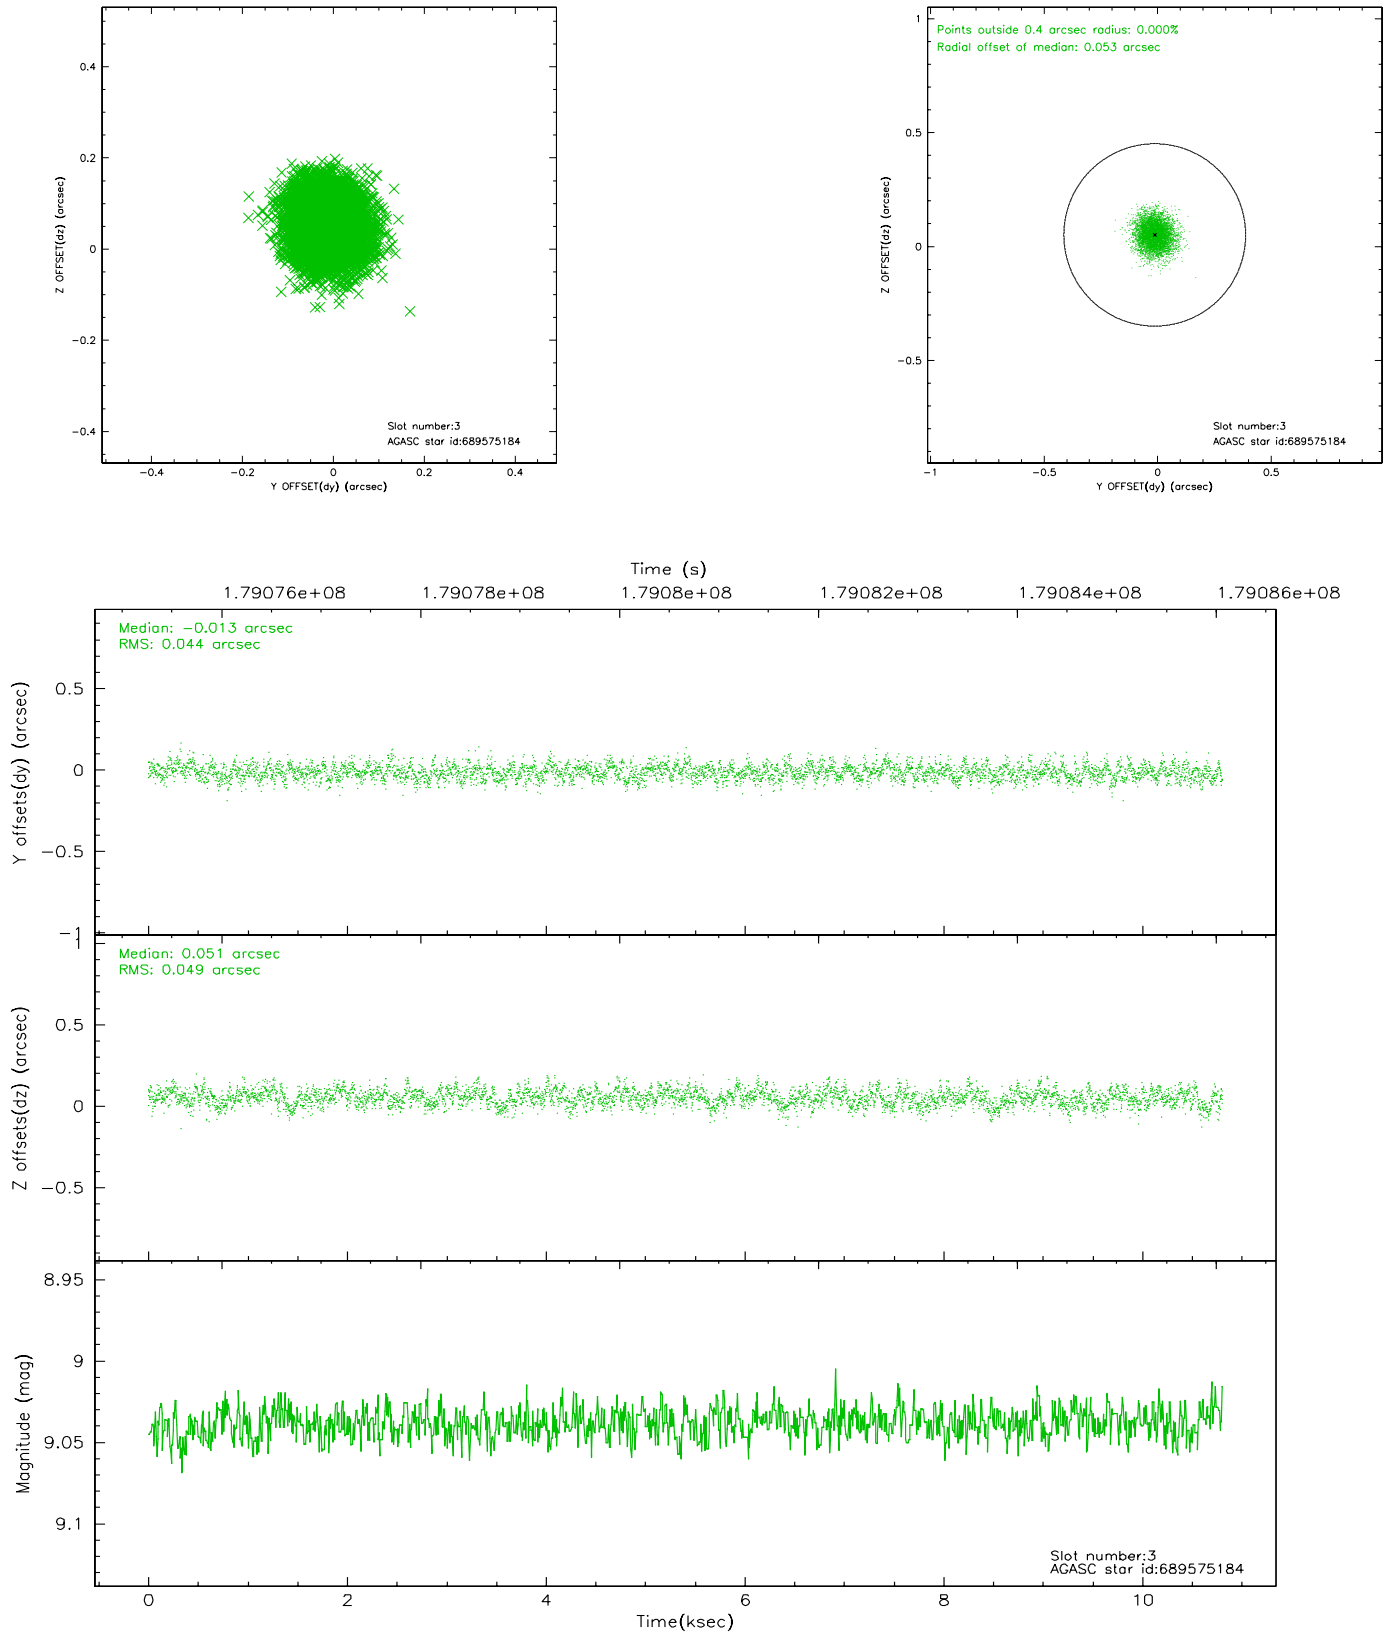 0.4
0.2
0
−0.2
−0.4
Z OFFSET(dz) (arcsec)
Slot number:3
AGASC star id:689575184
−0.4 −0.2 0 0.2 0.4
Y OFFSET(dy) (arcsec)
Points outside 0.4 arcsec radius: 0.000%
Radial offset of median: 0.053 arcsec
1
0.5
0
−0.5
Z OFFSET(dz) (arcsec)
Slot number:3
AGASC star id:689575184
−1 −0.5 0 0.5
Y OFFSET(dy) (arcsec)
Time (s)
1.79076e+08 1.79078e+08 1.7908e+08 1.79082e+08 1.79084e+08 1.79086e+08
Median: −0.013 arcsec
RMS: 0.044 arcsec
0.5
0
−0.5
−1
Y offsets(dy) (arcsec)
Median: 0.051 arcsec
RMS: 0.049 arcsec
1
0.5
0
−0.5
Z offsets(dz) (arcsec)
8.95
9
9.05
9.1
Magnitude (mag)
Slot number:3
AGASC star id:689575184
0 2 4 6 8 10
Time(ksec)